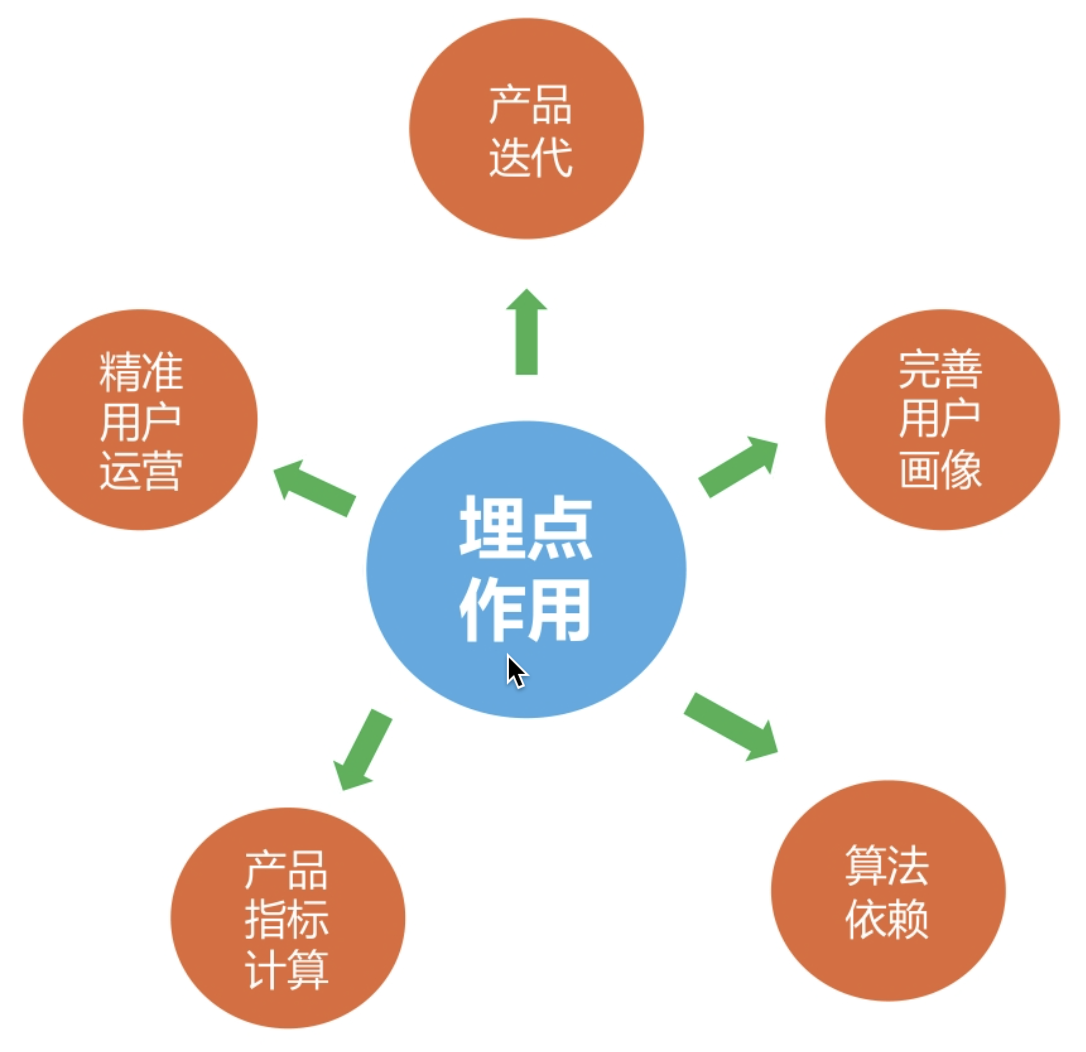 产品
迭代
精准
用户
运营
完善
用户
画像
埋点
作用
产品
指标
计算
算法
依赖